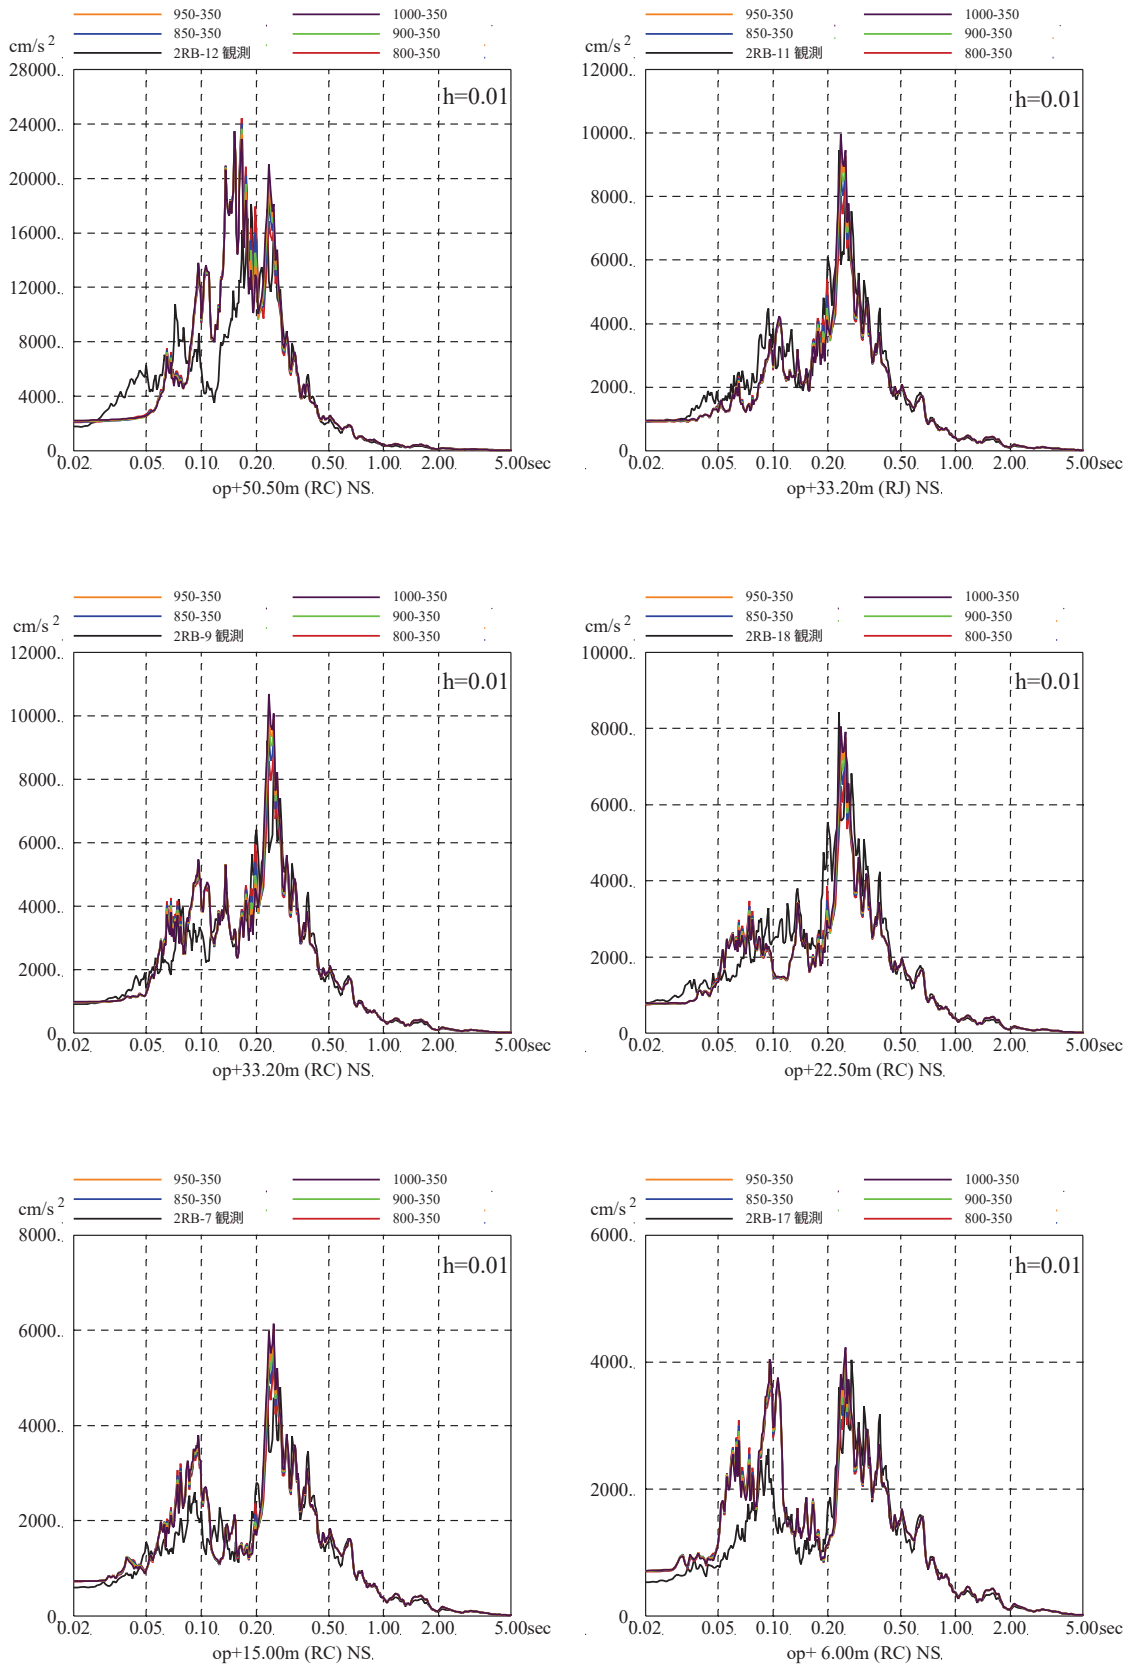 950-350 1000-350
850-350 900-350
2RB-12 観測 800-350
cm/s 2
28000.
24000.
20000.
16000.
12000.
8000.
4000.
0.
h=0.01
0.02 0.05 0.10 0.20 0.50 1.00 2.00 5.00sec
op+50.50m (RC) NS.
950-350 1000-350
850-350 900-350
2RB-11 観測 800-350
cm/s 2
12000.
10000.
8000.
6000.
4000.
2000.
0.
h=0.01
0.02 0.05 0.10 0.20 0.50 1.00 2.00 5.00sec
op+33.20m (RJ) NS.
950-350 1000-350
850-350 900-350
2RB-9 観測 800-350
cm/s 2
12000.
10000.
8000.
6000.
4000.
2000.
0.
h=0.01
0.02 0.05 0.10 0.20 0.50 1.00 2.00 5.00sec
op+33.20m (RC) NS.
950-350 1000-350
850-350 900-350
2RB-18 観測 800-350
cm/s 2
10000.
8000.
6000.
4000.
2000.
0.
h=0.01
0.02 0.05 0.10 0.20 0.50 1.00 2.00 5.00sec
op+22.50m (RC) NS.
950-350 1000-350
850-350 900-350
2RB-7 観測 800-350
cm/s 2
8000.
6000.
4000.
2000.
0.
h=0.01
0.02 0.05 0.10 0.20 0.50 1.00 2.00 5.00sec
op+15.00m (RC) NS.
950-350 1000-350
850-350 900-350
2RB-17 観測 800-350
cm/s 2
6000.
4000.
2000.
0.
h=0.01
0.02 0.05 0.10 0.20 0.50 1.00 2.00 5.00sec
op+ 6.00m (RC) NS.